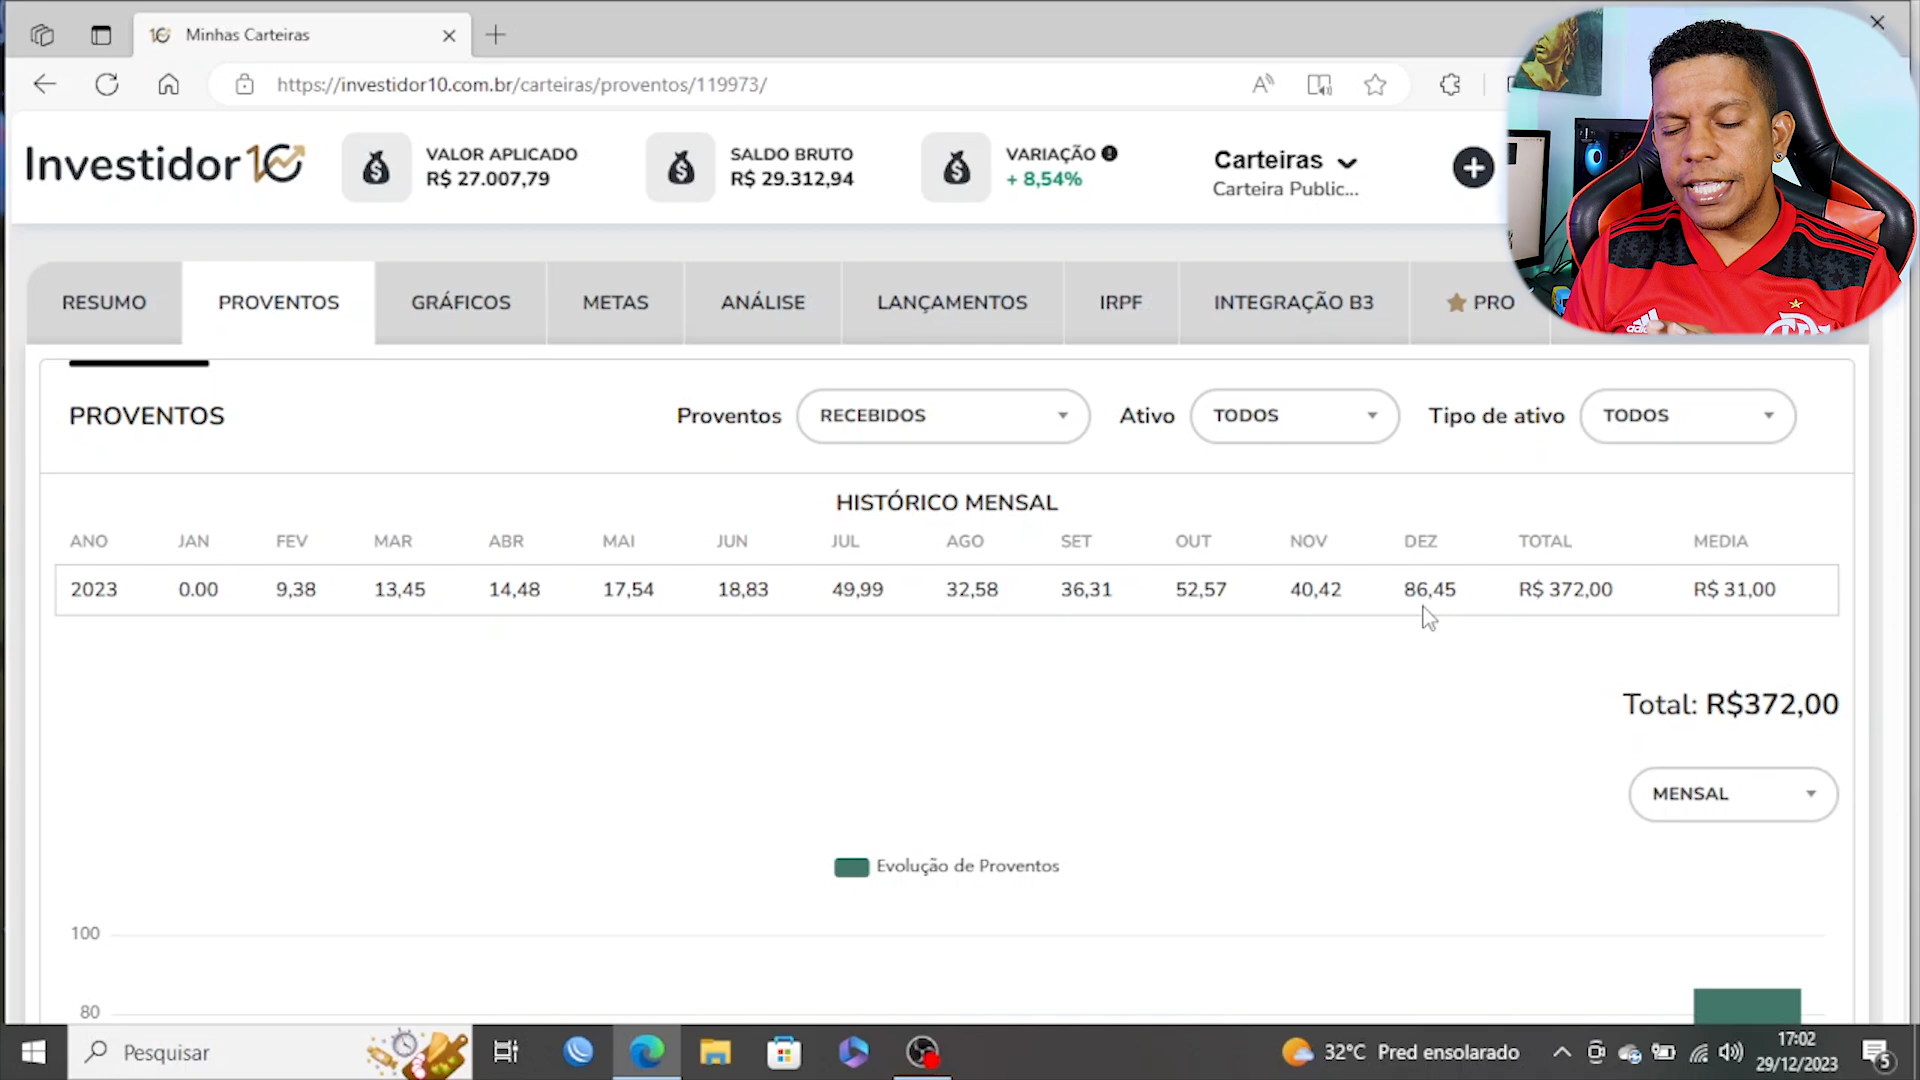 Minhas Carteiras
https://investidor10.com.br/carteiras/proventos/119973/
Investidor 10
VALOR APLICADO
R$ 27.007,79
SALDO BRUTO
R$ 29.312,94
VARIAÇÃO
+ 8,54%
Carteiras
Carteira Public...
RESUMO PROVENTOS GRÁFICOS METAS ANÁLISE LANÇAMENTOS IRPF INTEGRAÇÃO B3 PRO
PROVENTOS Proventos RECEBIDOS Ativo TODOS Tipo de ativo TODOS
HISTÓRICO MENSAL
ANO JAN FEV MAR ABR MAI JUN JUL AGO SET OUT NOV DEZ TOTAL MEDIA
2023 0.00 9,38 13,45 14,48 17,54 18,83 49,99 32,58 36,31 52,57 40,42 86,45 R$ 372,00 R$ 31,00
Total: R$372,00
MENSAL
Evolução de Proventos
100
80
Pesquisar
32°C Pred ensolarado
17:02
29/12/2023
5
adidas